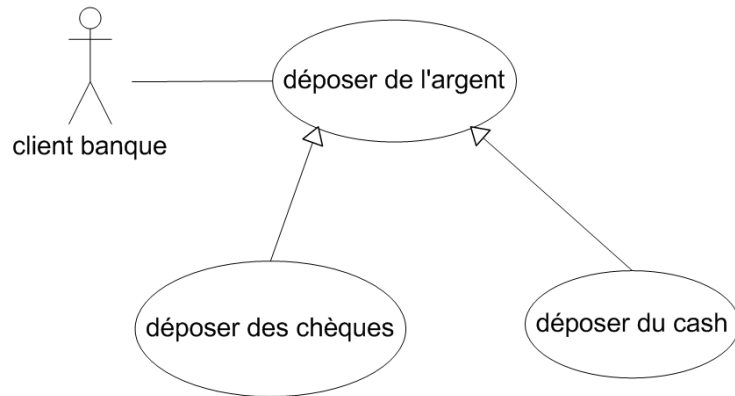 déposer de l'argent
client banque
déposer des chèques
déposer du cash